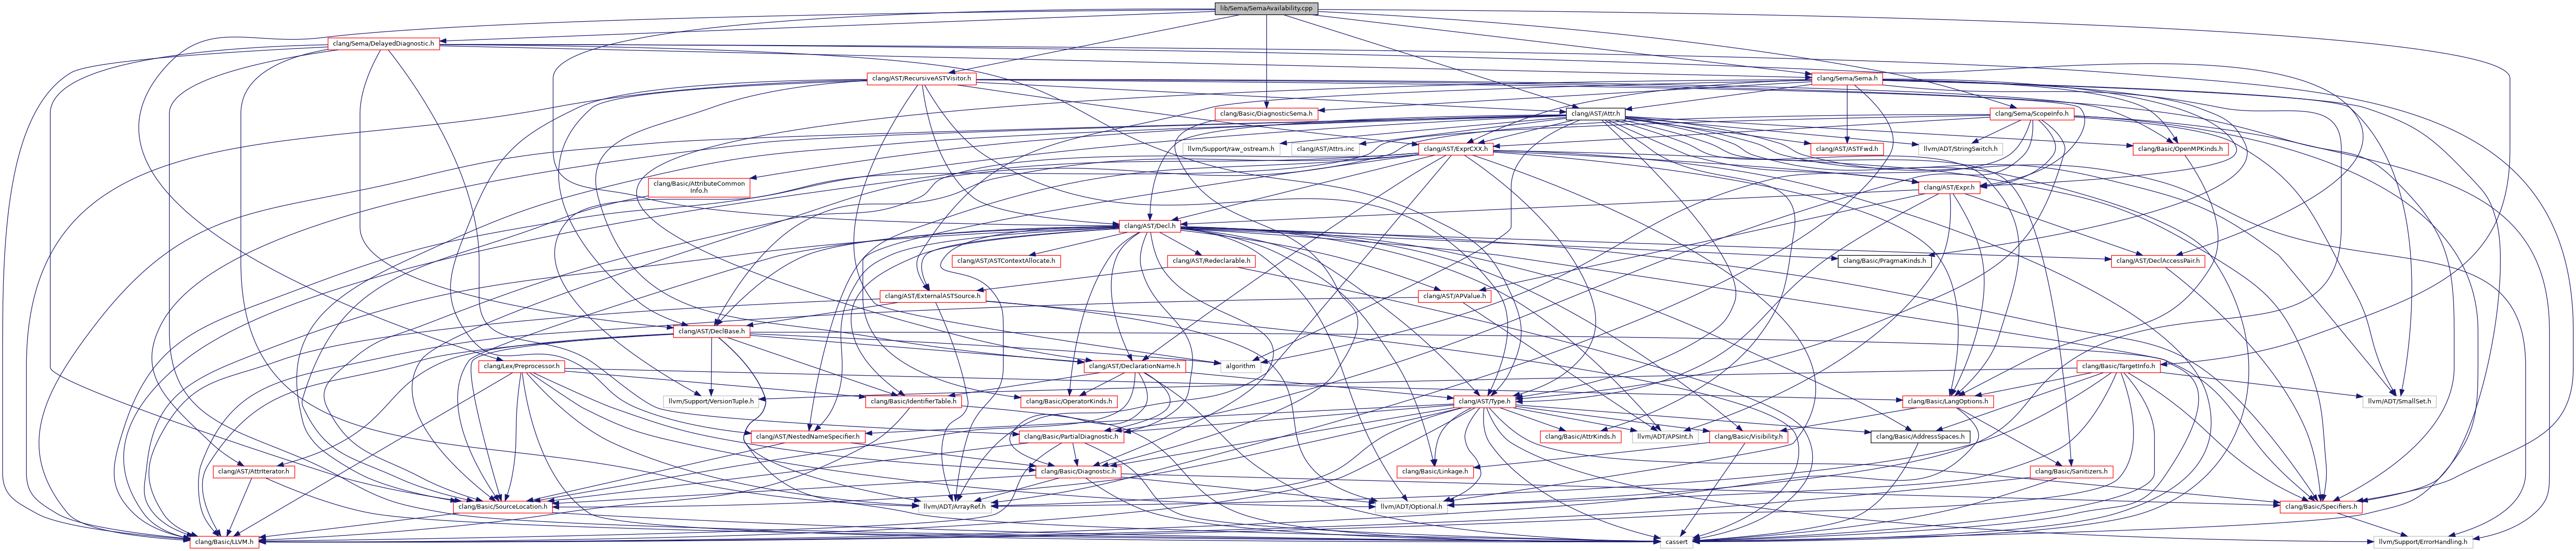 lib/Sema/SemaAvailability.cpp
clang/Sema/DelayedDiagnostic.h
clang/AST/RecursiveASTVisitor.h
clang/Sema/Sema.h
clang/Basic/DiagnosticSema.h
clang/AST/Attr.h
clang/Sema/ScopeInfo.h
llvm/Support/raw_ostream.h
clang/AST/Attrs.inc
clang/AST/ExprCXX.h
clang/AST/ASTFwd.h
llvm/ADT/StringSwitch.h
clang/Basic/OpenMPKinds.h
clang/Basic/AttributeCommon
Info.h
clang/AST/Expr.h
clang/AST/Decl.h
clang/AST/ASTContextAllocate.h
clang/AST/Redeclarable.h
clang/Basic/PragmaKinds.h
clang/AST/DeclAccessPair.h
clang/AST/ExternalASTSource.h
clang/AST/APValue.h
clang/AST/DeclBase.h
clang/Lex/Preprocessor.h
clang/AST/DeclarationName.h
algorithm
clang/Basic/TargetInfo.h
llvm/Support/VersionTuple.h
clang/Basic/IdentifierTable.h
clang/Basic/OperatorKinds.h
clang/AST/Type.h
clang/Basic/LangOptions.h
llvm/ADT/SmallSet.h
clang/AST/NestedNameSpecifier.h
clang/Basic/PartialDiagnostic.h
clang/Basic/AttrKinds.h
llvm/ADT/APSInt.h
clang/Basic/Visibility.h
clang/Basic/AddressSpaces.h
clang/AST/AttrIterator.h
clang/Basic/Diagnostic.h
clang/Basic/Linkage.h
clang/Basic/Sanitizers.h
clang/Basic/SourceLocation.h
llvm/ADT/ArrayRef.h
llvm/ADT/Optional.h
clang/Basic/Specifiers.h
clang/Basic/LLVM.h
cassert
llvm/Support/ErrorHandling.h